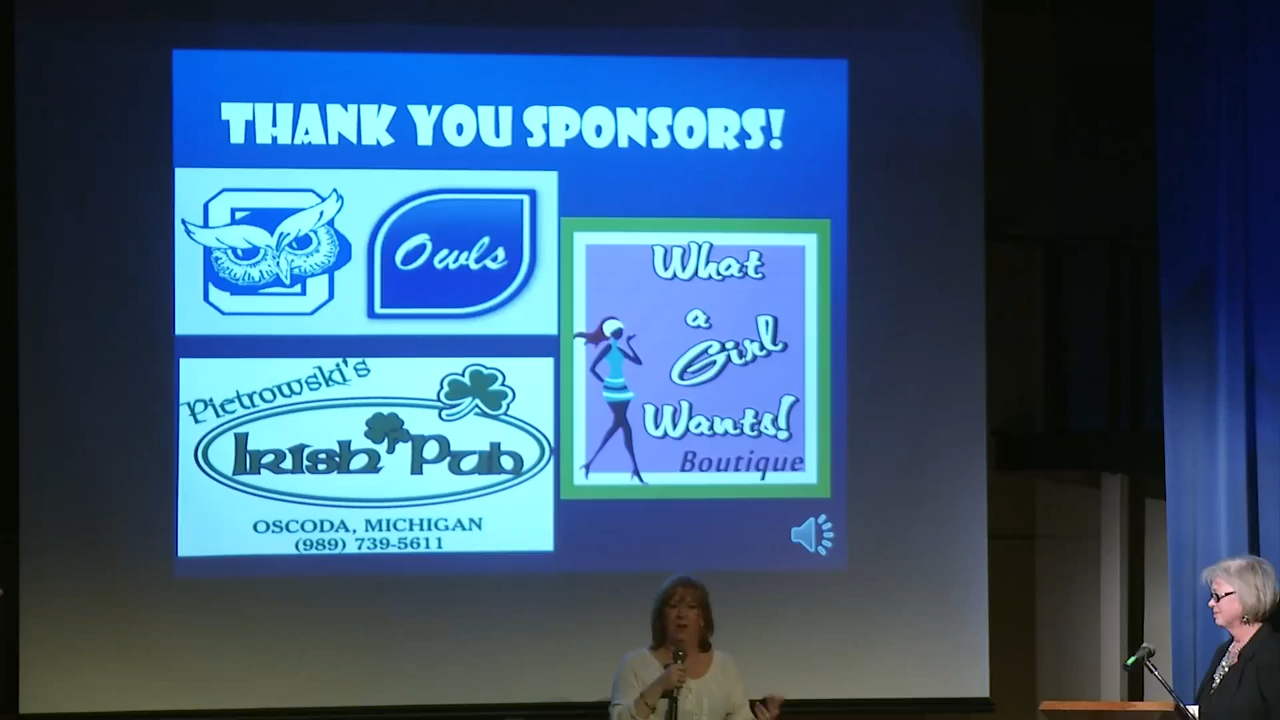 THANK YOU SPONSORS!
Owls
Pietrowski's
Irish Pub
OSCODA, MICHIGAN
(989) 739-5611
What
a
Girl
Wants!
Boutique